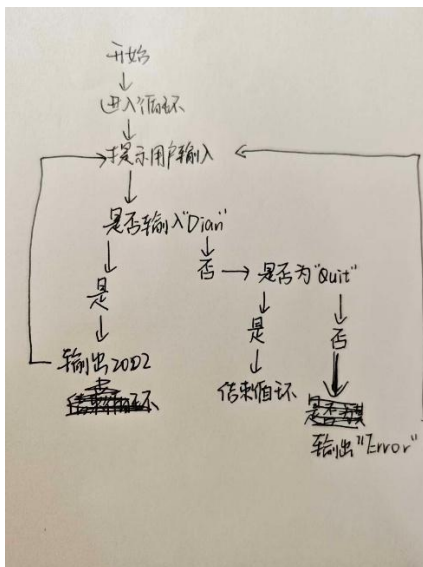 开始
进入循环
提示用户输入
是否输入"Dian"
否
是否为"Quit"
是
是
否
输出2002
结束循环
输出"Error"